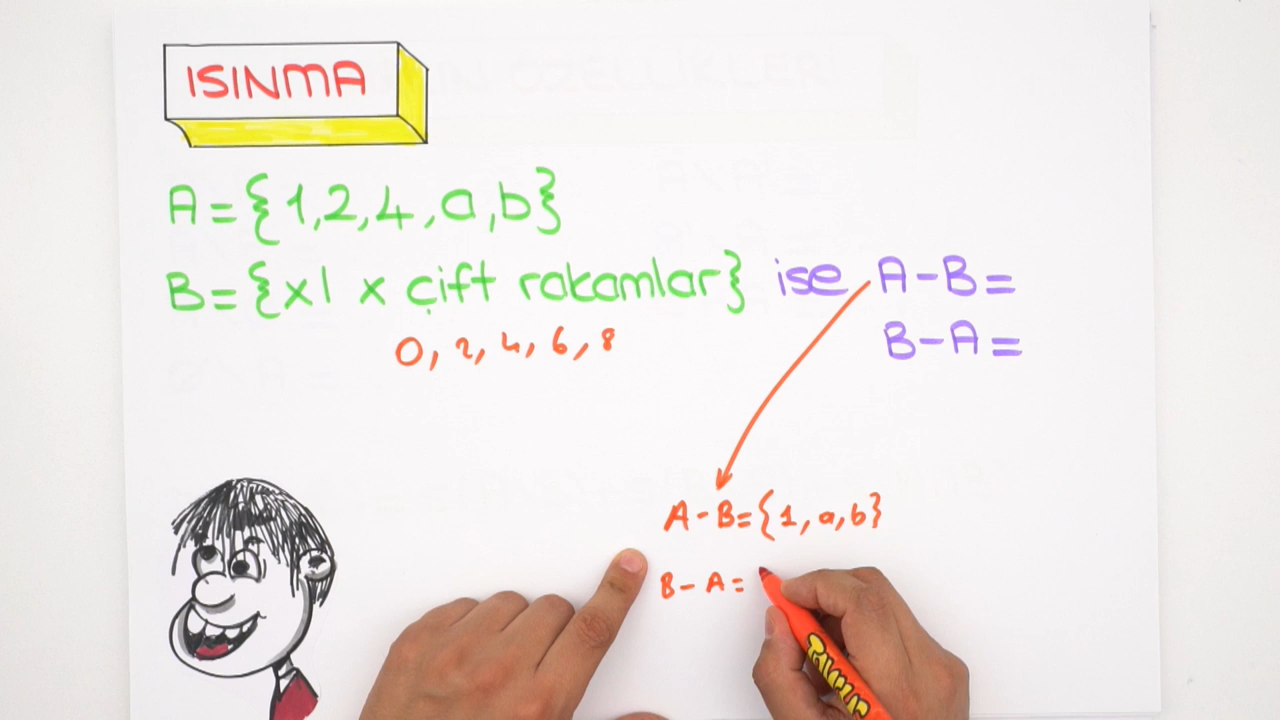 ISINMA
A={1,2,4,a,b}
B={x| x çift rakamlar} ise A-B=
B-A=
0, 2, 4, 6, 8
A-B={1, a, b}
B-A=